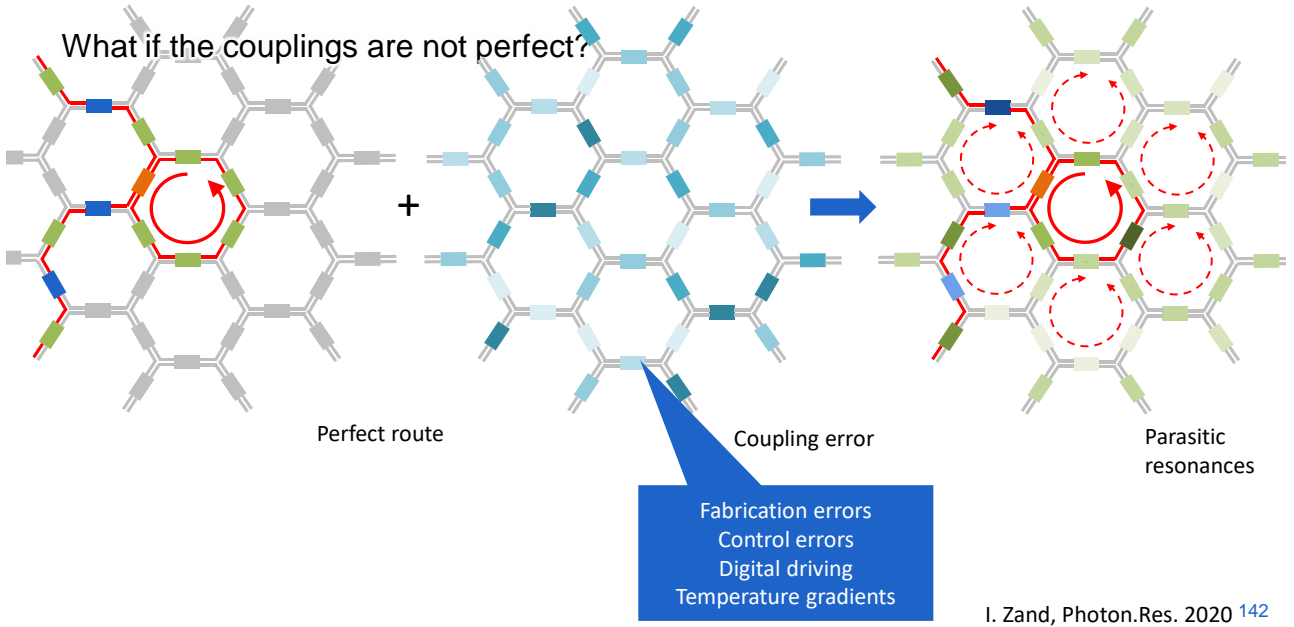 What if the couplings are not perfect?
+
Perfect route
Coupling error
Parasitic
resonances
Fabrication errors
Control errors
Digital driving
Temperature gradients
I. Zand, Photon.Res. 2020 142